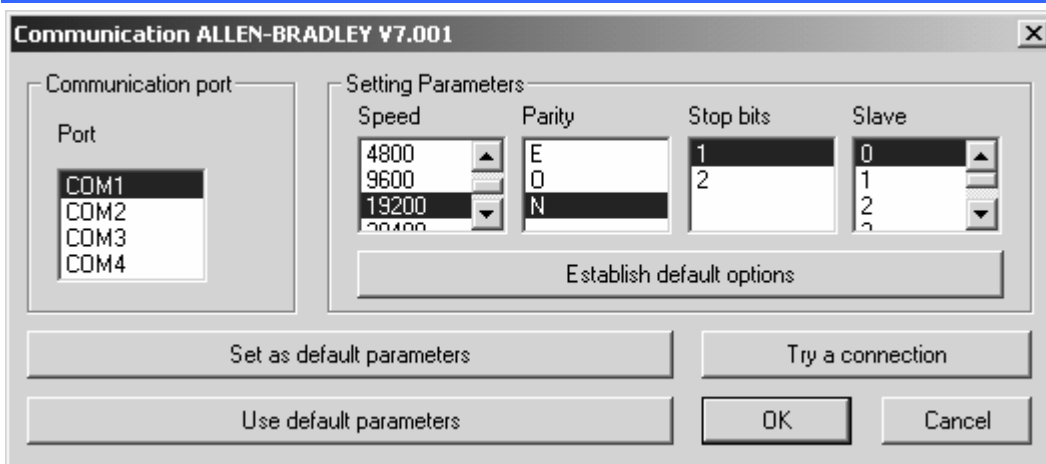 Communication ALLEN-BRADLEY V7.001
Communication port
Port
COM1
COM2
COM3
COM4
Setting Parameters
Speed
4800
9600
19200
Parity
E
O
N
Stop bits
1
2
Slave
0
1
2
Establish default options
Set as default parameters
Try a connection
Use default parameters
OK
Cancel